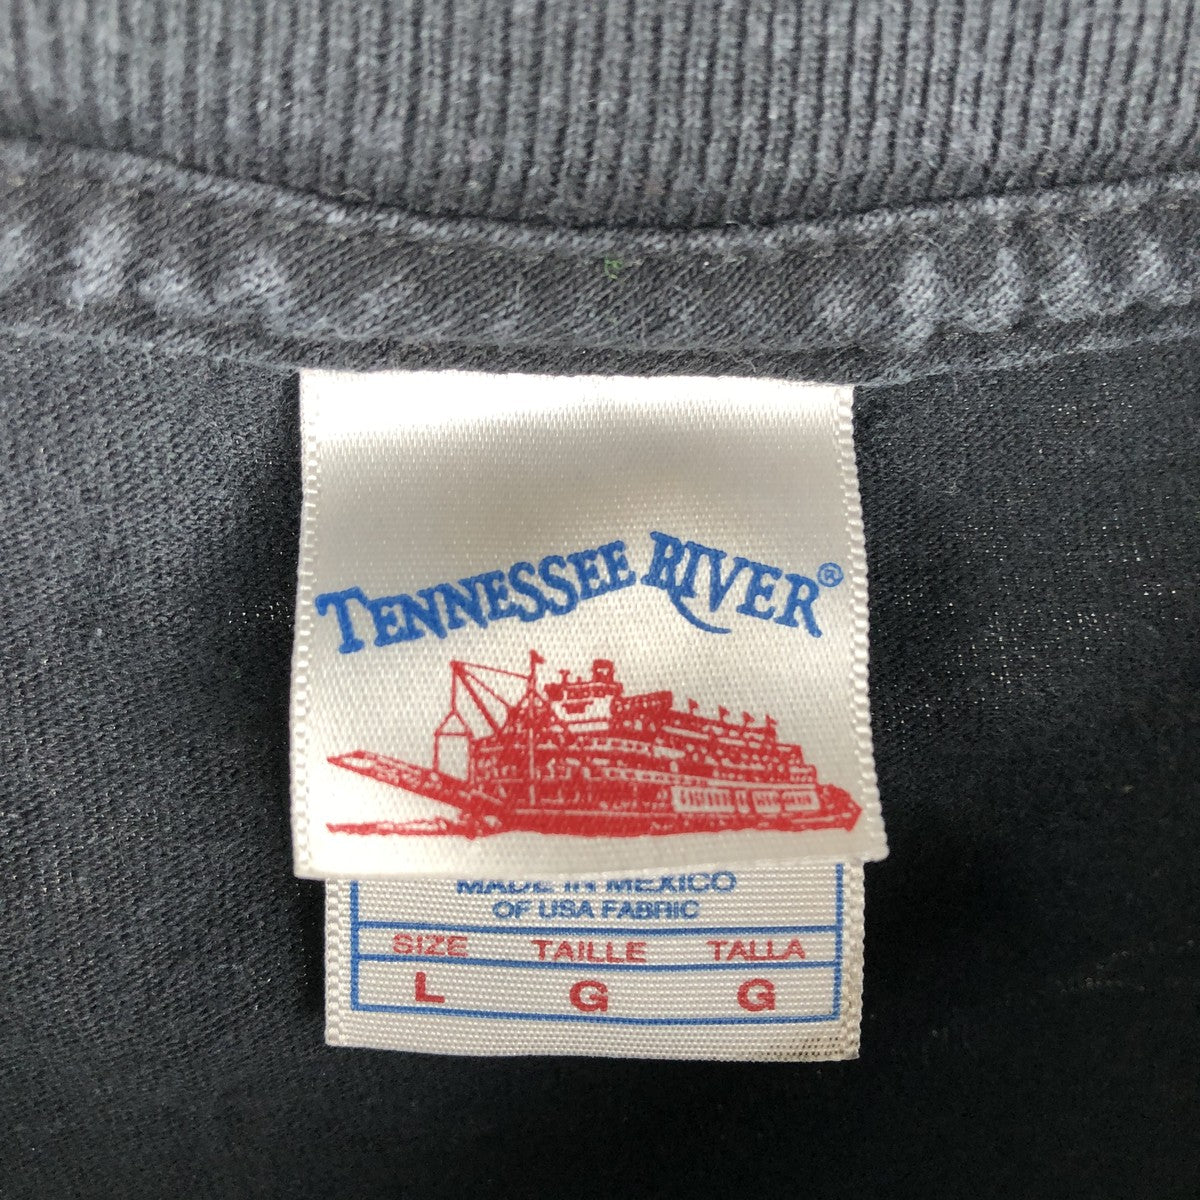 TENNESSEE RIVER®
MADE IN MEXICO
OF USA FABRIC
SIZE TAILLE TALLA
L G G